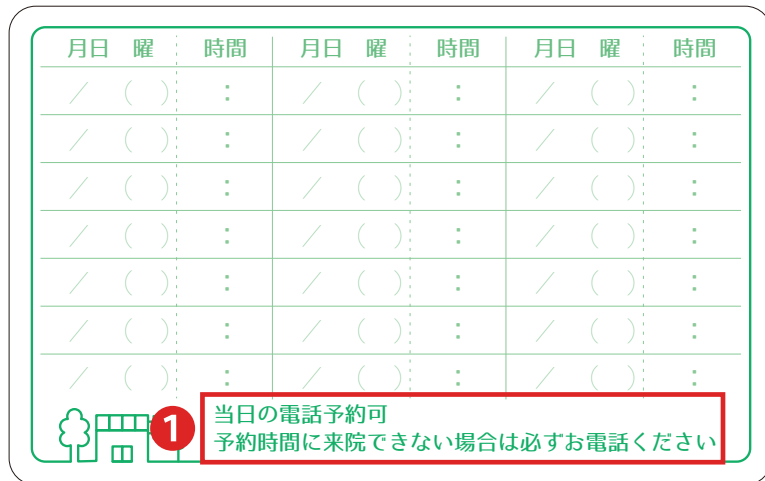 月日 曜 時間 月日 曜 時間 月日 曜 時間
／ （ ） ： ／ （ ） ： ／ （ ） ：
／ （ ） ： ／ （ ） ： ／ （ ） ：
／ （ ） ： ／ （ ） ： ／ （ ） ：
／ （ ） ： ／ （ ） ： ／ （ ） ：
／ （ ） ： ／ （ ） ： ／ （ ） ：
／ （ ） ： ／ （ ） ： ／ （ ） ：
／ （ ） ： ／ （ ） ： ／ （ ） ：
1
当日の電話予約可
予約時間に来院できない場合は必ずお電話ください